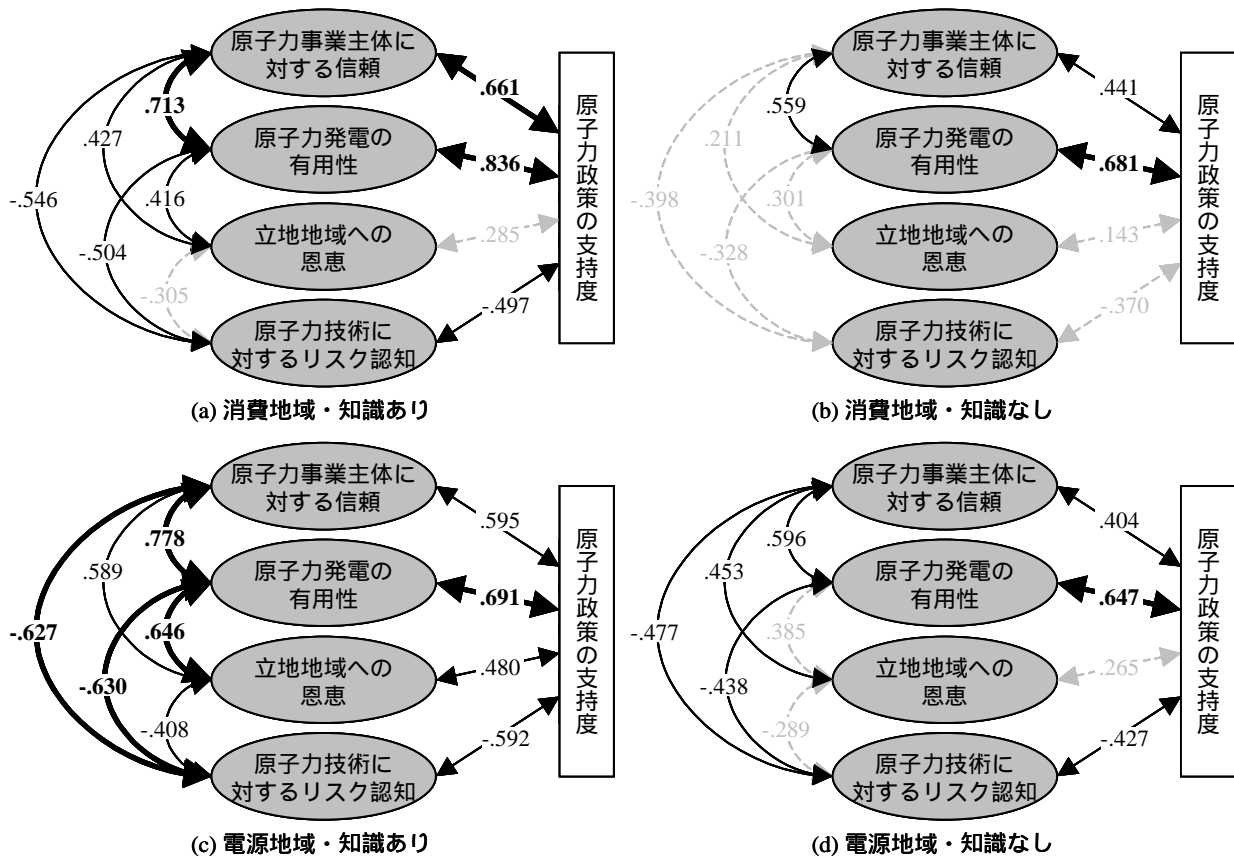 原子力事業主体に
対する信頼
原子力発電の
有用性
立地地域への
恩恵
原子力技術に
対するリスク認知
原子力政策の支持度
.661
.836
.285
-.497
.713
.427
.416
-.546
-.504
-.305
(a) 消費地域・知識あり
原子力事業主体に
対する信頼
原子力発電の
有用性
立地地域への
恩恵
原子力技術に
対するリスク認知
原子力政策の支持度
.441
.681
.143
-.370
.559
.211
.301
-.398
-.328
(b) 消費地域・知識なし
原子力事業主体に
対する信頼
原子力発電の
有用性
立地地域への
恩恵
原子力技術に
対するリスク認知
原子力政策の支持度
.595
.691
.480
-.592
.778
.589
.646
-.627
-.630
-.408
(c) 電源地域・知識あり
原子力事業主体に
対する信頼
原子力発電の
有用性
立地地域への
恩恵
原子力技術に
対するリスク認知
原子力政策の支持度
.404
.647
.265
-.427
.596
.453
.385
-.477
-.438
-.289
(d) 電源地域・知識なし